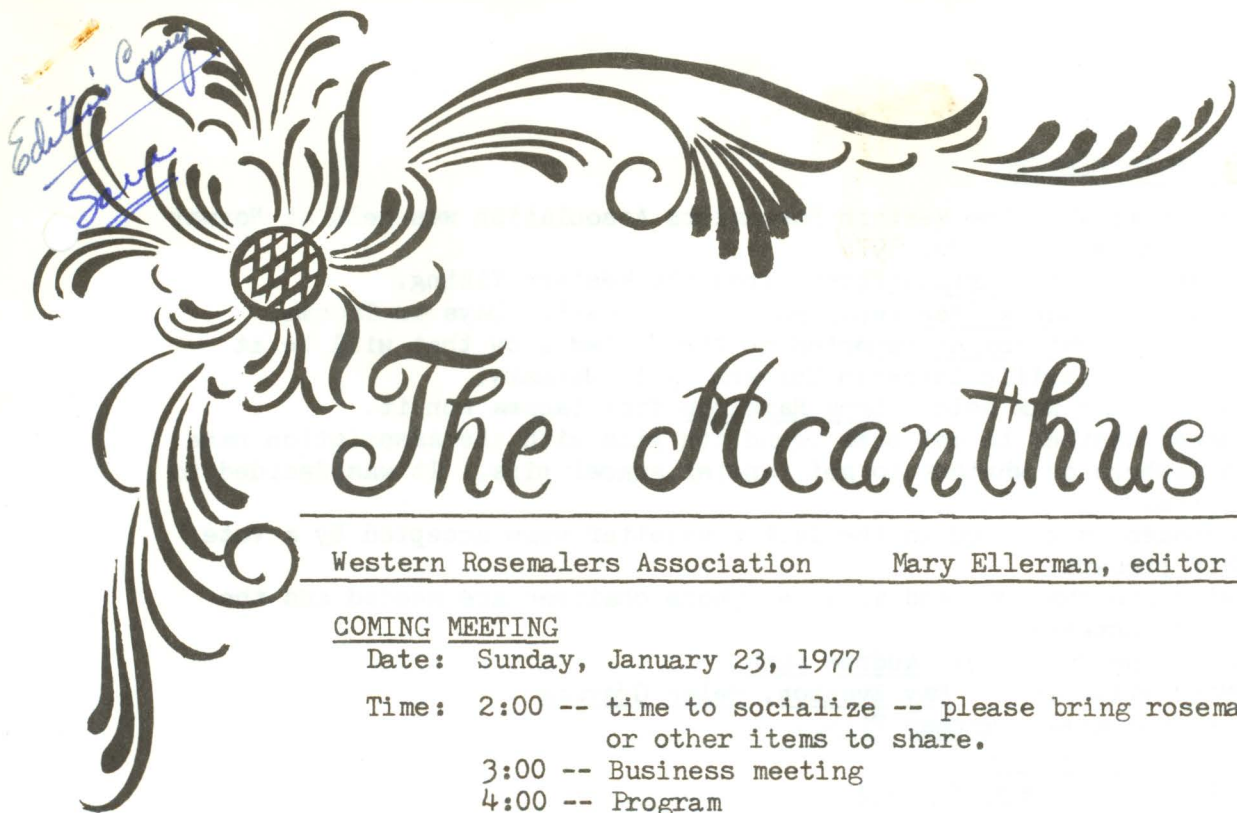 Editor's Copy
Save
The Acanthus
Western Rosemalers Association Mary Ellerman, editor
COMING MEETING
Date: Sunday, January 23, 1977
Time: 2:00 -- time to socialize -- please bring rosema
or other items to share.
3:00 -- Business meeting
4:00 -- Program